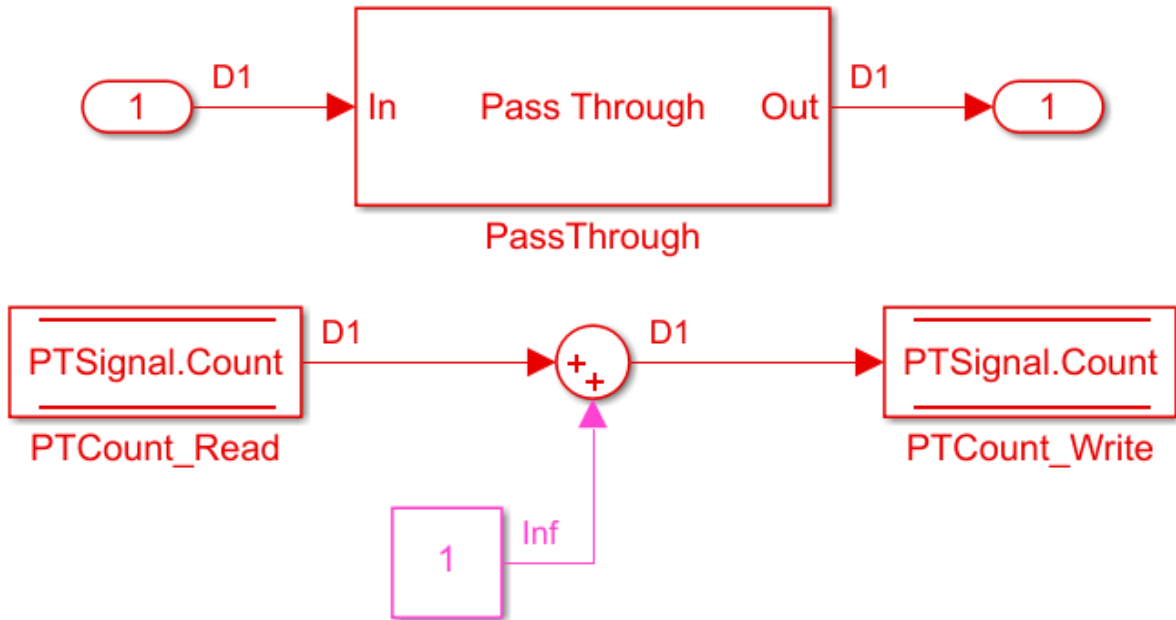 D1
D1
1
In
Pass Through
Out
1
PassThrough
D1
D1
PTSignal.Count
+
+
PTSignal.Count
PTCount_Read
PTCount_Write
Inf
1